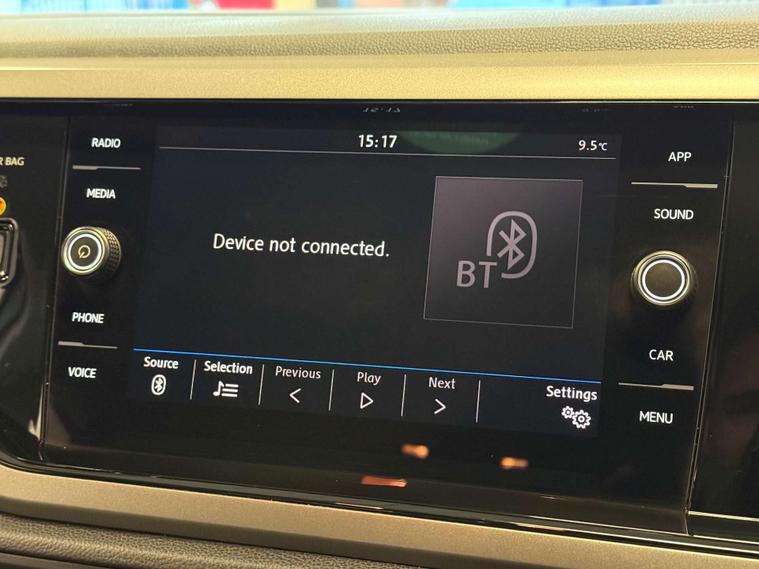 R BAG
RADIO
MEDIA
PHONE
VOICE
15:17
9.5°C
Device not connected.
BT
Source
Selection
Previous
Play
Next
Settings
APP
SOUND
CAR
MENU